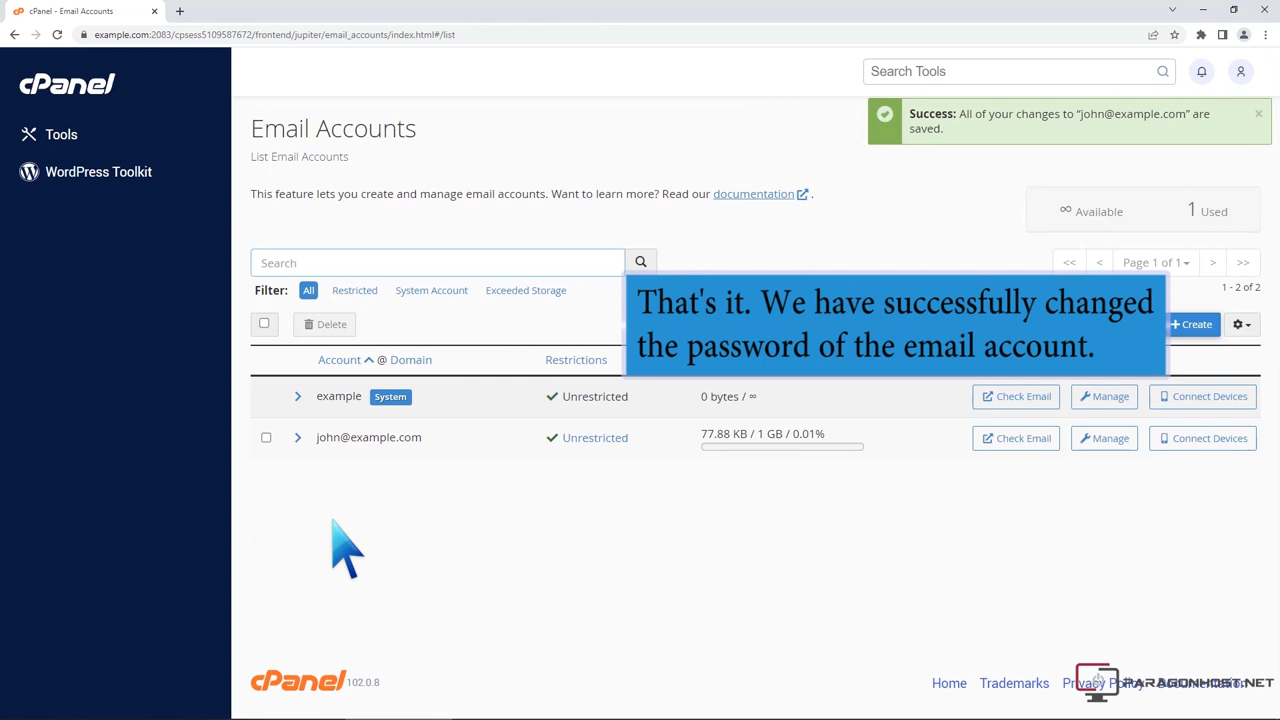 cPanel - Email Accounts
example.com:2083/cpsess5109587672/frontend/jupiter/email_accounts/index.html#/list
cPanel
Search Tools
Tools
WordPress Toolkit
Success: All of your changes to “john@example.com” are
saved.
Email Accounts
List Email Accounts
This feature lets you create and manage email accounts. Want to learn more? Read our documentation .
∞ Available 1 Used
Search
<< < Page 1 of 1 > >>
Filter: All Restricted System Account Exceeded Storage
1 - 2 of 2
That's it. We have successfully changed
the password of the email account.
Delete
+ Create
Account @ Domain Restrictions
example System Unrestricted 0 bytes / ∞ Check Email Manage Connect Devices
john@example.com Unrestricted 77.88 KB / 1 GB / 0.01% Check Email Manage Connect Devices
cPanel 102.0.8
Home Trademarks Privacy Policy Documentation
PARAGONHOST.NET